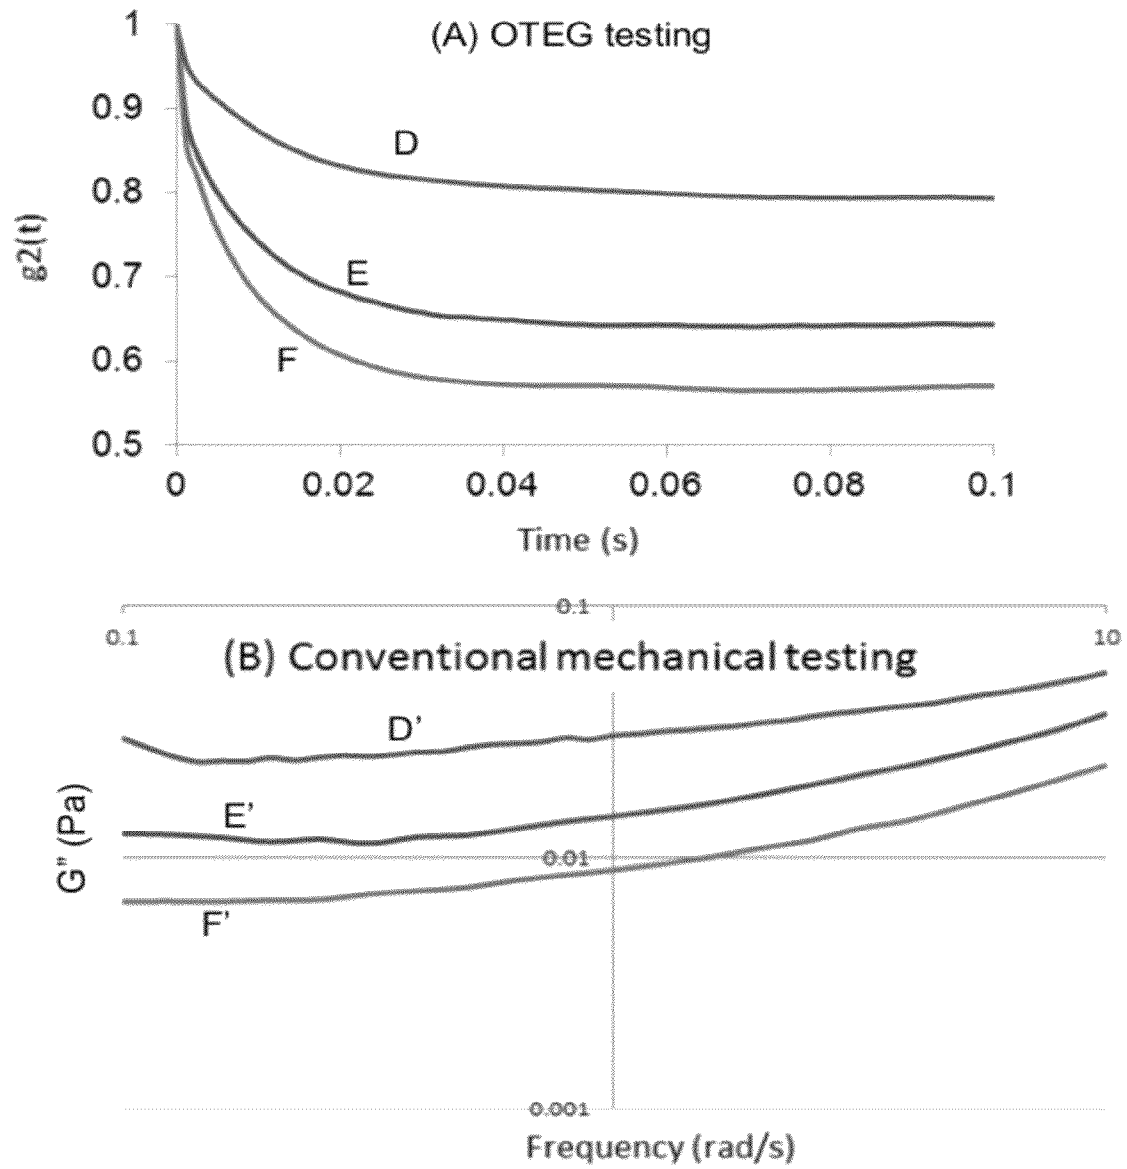 (A) OTEG testing
1
0.9
0.8
0.7
0.6
0.5
g2(t)
D
E
F
0 0.02 0.04 0.06 0.08 0.1
Time (s)
0.1
0.1 10
(B) Conventional mechanical testing
D’
E’
0.01
F’
G” (Pa)
0.001
Frequency (rad/s)